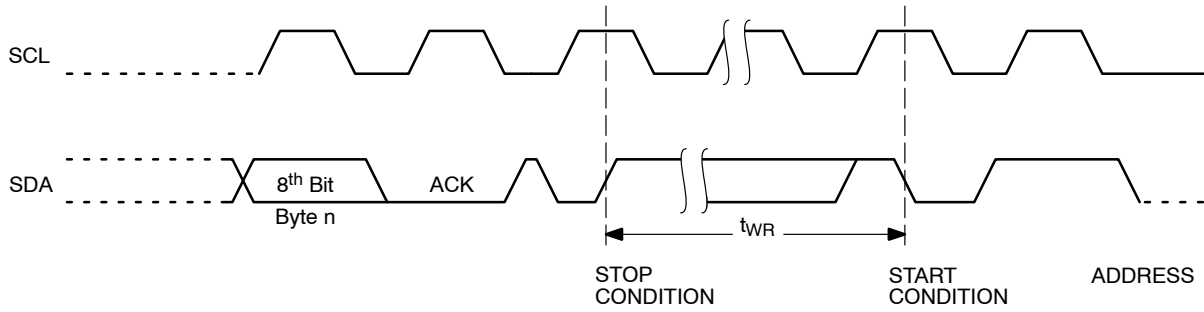 SCL
SDA
8th Bit
Byte n
ACK
tWR
STOP
CONDITION
START
CONDITION
ADDRESS